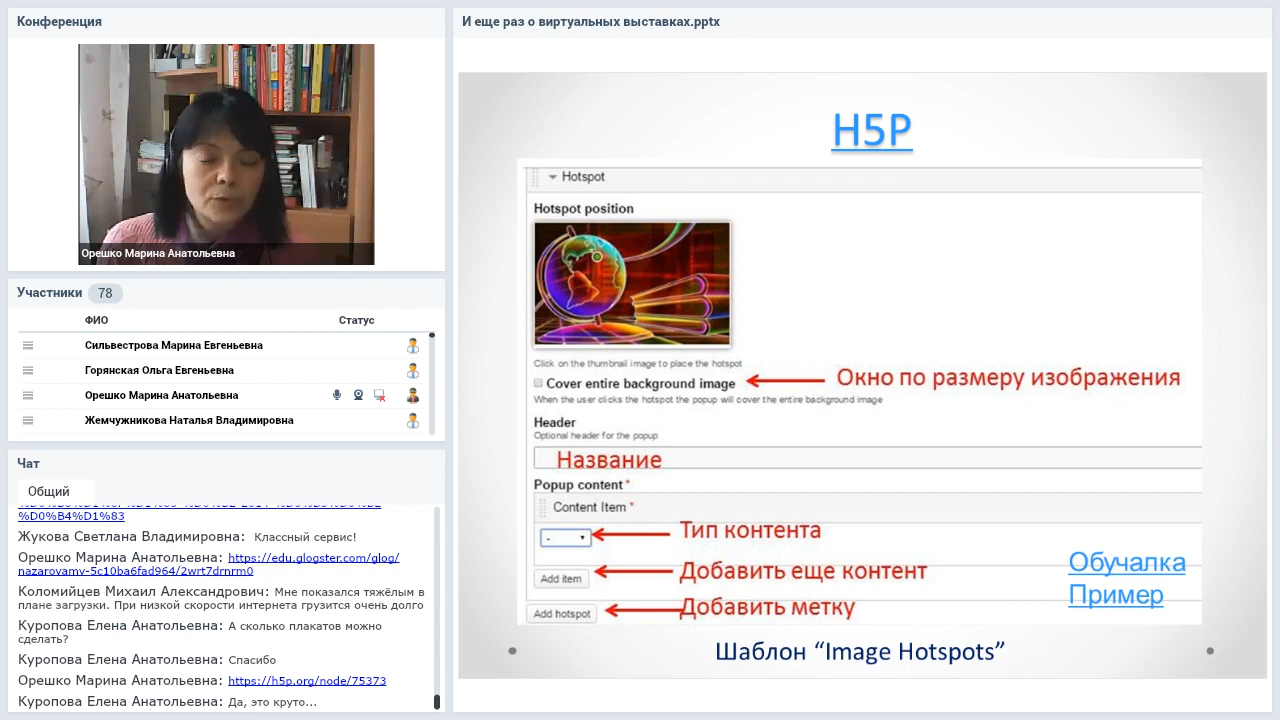 Конференция
Орешко Марина Анатольевна
Участники 78
ФИО Статус
Сильвестрова Марина Евгеньевна
Горянская Ольга Евгеньевна
Орешко Марина Анатольевна
Жемчужникова Наталья Владимировна
Чат
Общий
%D0%B4%D1%83
Жукова Светлана Владимировна: Классный сервис!
Орешко Марина Анатольевна: https://edu.glogster.com/glog/
nazarovamv-5c10ba6fad964/2wrt7drnrm0
Коломийцев Михаил Александрович: Мне показался тяжёлым в
плане загрузки. При низкой скорости интернета грузится очень долго
Куропова Елена Анатольевна: А сколько плакатов можно
сделать?
Куропова Елена Анатольевна: Спасибо
Орешко Марина Анатольевна: https://h5p.org/node/75373
Куропова Елена Анатольевна: Да, это круто...
И еще раз о виртуальных выставках.pptx
H5P
Hotspot
Hotspot position
Click on the thumbnail image to place the hotspot
Cover entire background image
Окно по размеру изображения
When the user clicks the hotspot the popup will cover the entire background image
Header
Optional header for the popup
Название
Popup content *
Content Item *
-
Тип контента
Add item
Добавить еще контент
Add hotspot
Добавить метку
Обучалка
Пример
Шаблон “Image Hotspots”